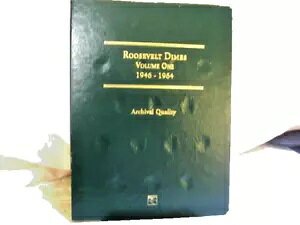 ROOSEVELT DIMES
VOLUME ONE
1946 - 1964
Archival Quality